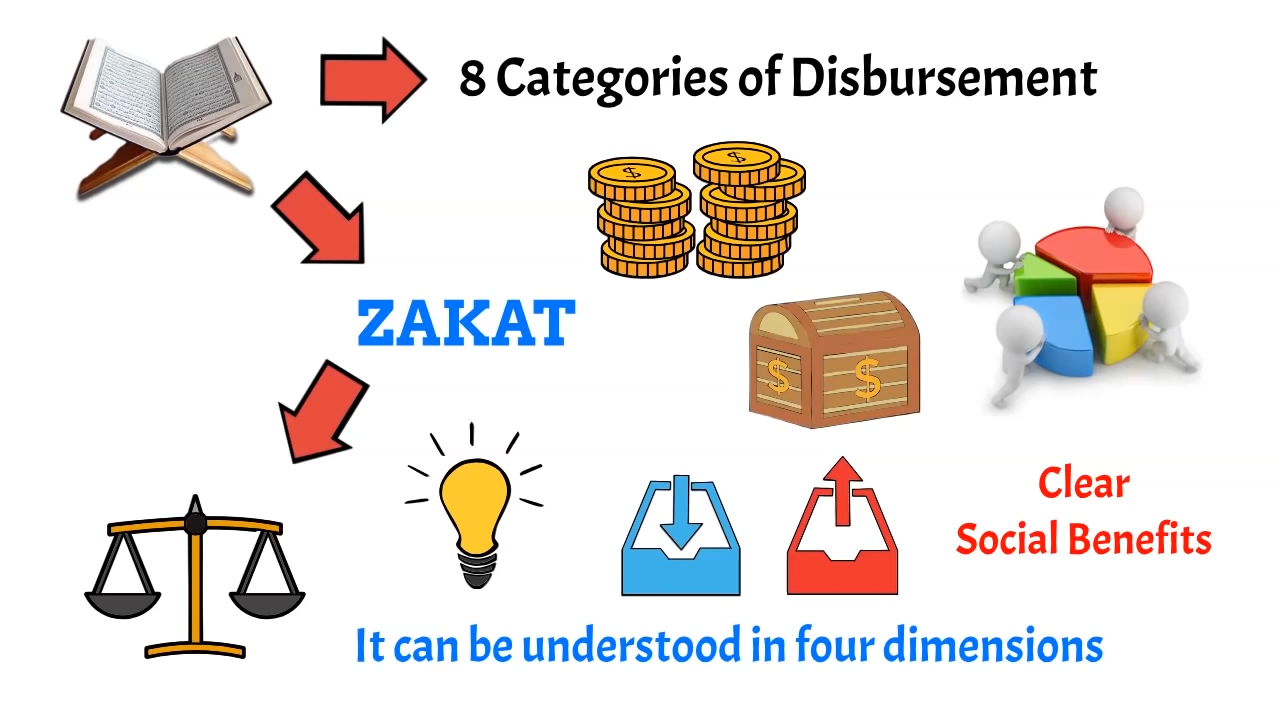 8 Categories of Disbursement
$ $
ZAKAT
$ $
Clear
Social Benefits
It can be understood in four dimensions